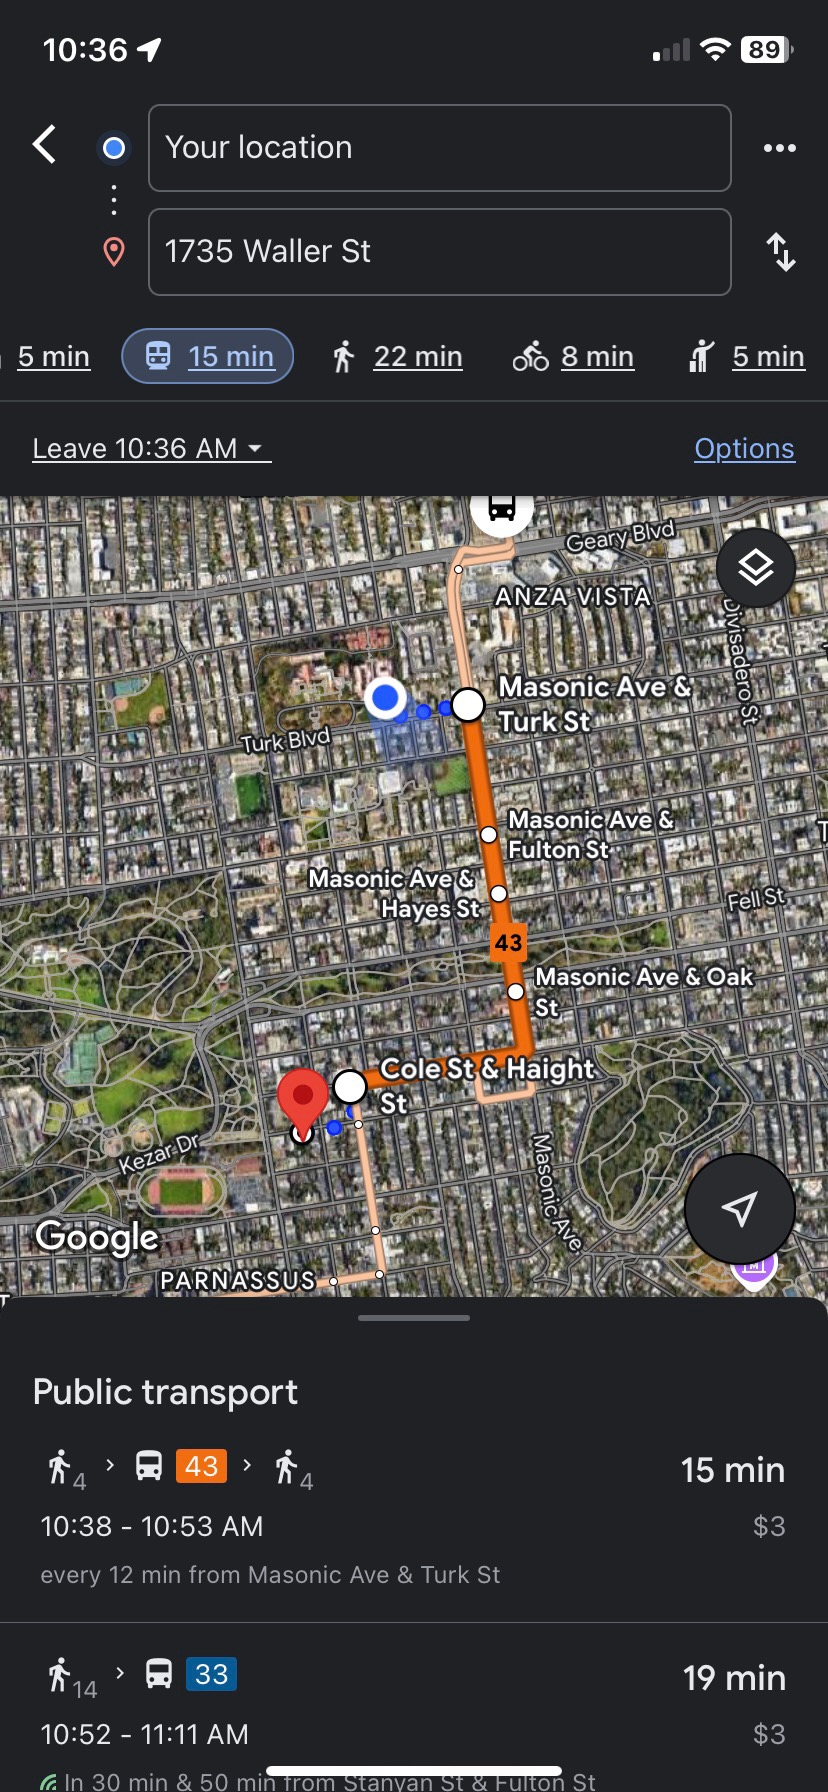 10:36
89
Your location
1735 Waller St
5 min
15 min
22 min
8 min
5 min
Leave 10:36 AM
Options
Geary Blvd
ANZA VISTA
Divisadero St
Masonic Ave &
Turk St
Turk Blvd
Masonic Ave &
Fulton St
Masonic Ave &
Hayes St
Fell St
43
Masonic Ave & Oak
St
Cole St & Haight
St
Kezar Dr
Masonic Ave
Google
PARNASSUS
Public transport
4
43
4
15 min
10:38 - 10:53 AM
$3
every 12 min from Masonic Ave & Turk St
14
33
19 min
10:52 - 11:11 AM
$3
In 30 min & 50 min from Stanyan St & Fulton St